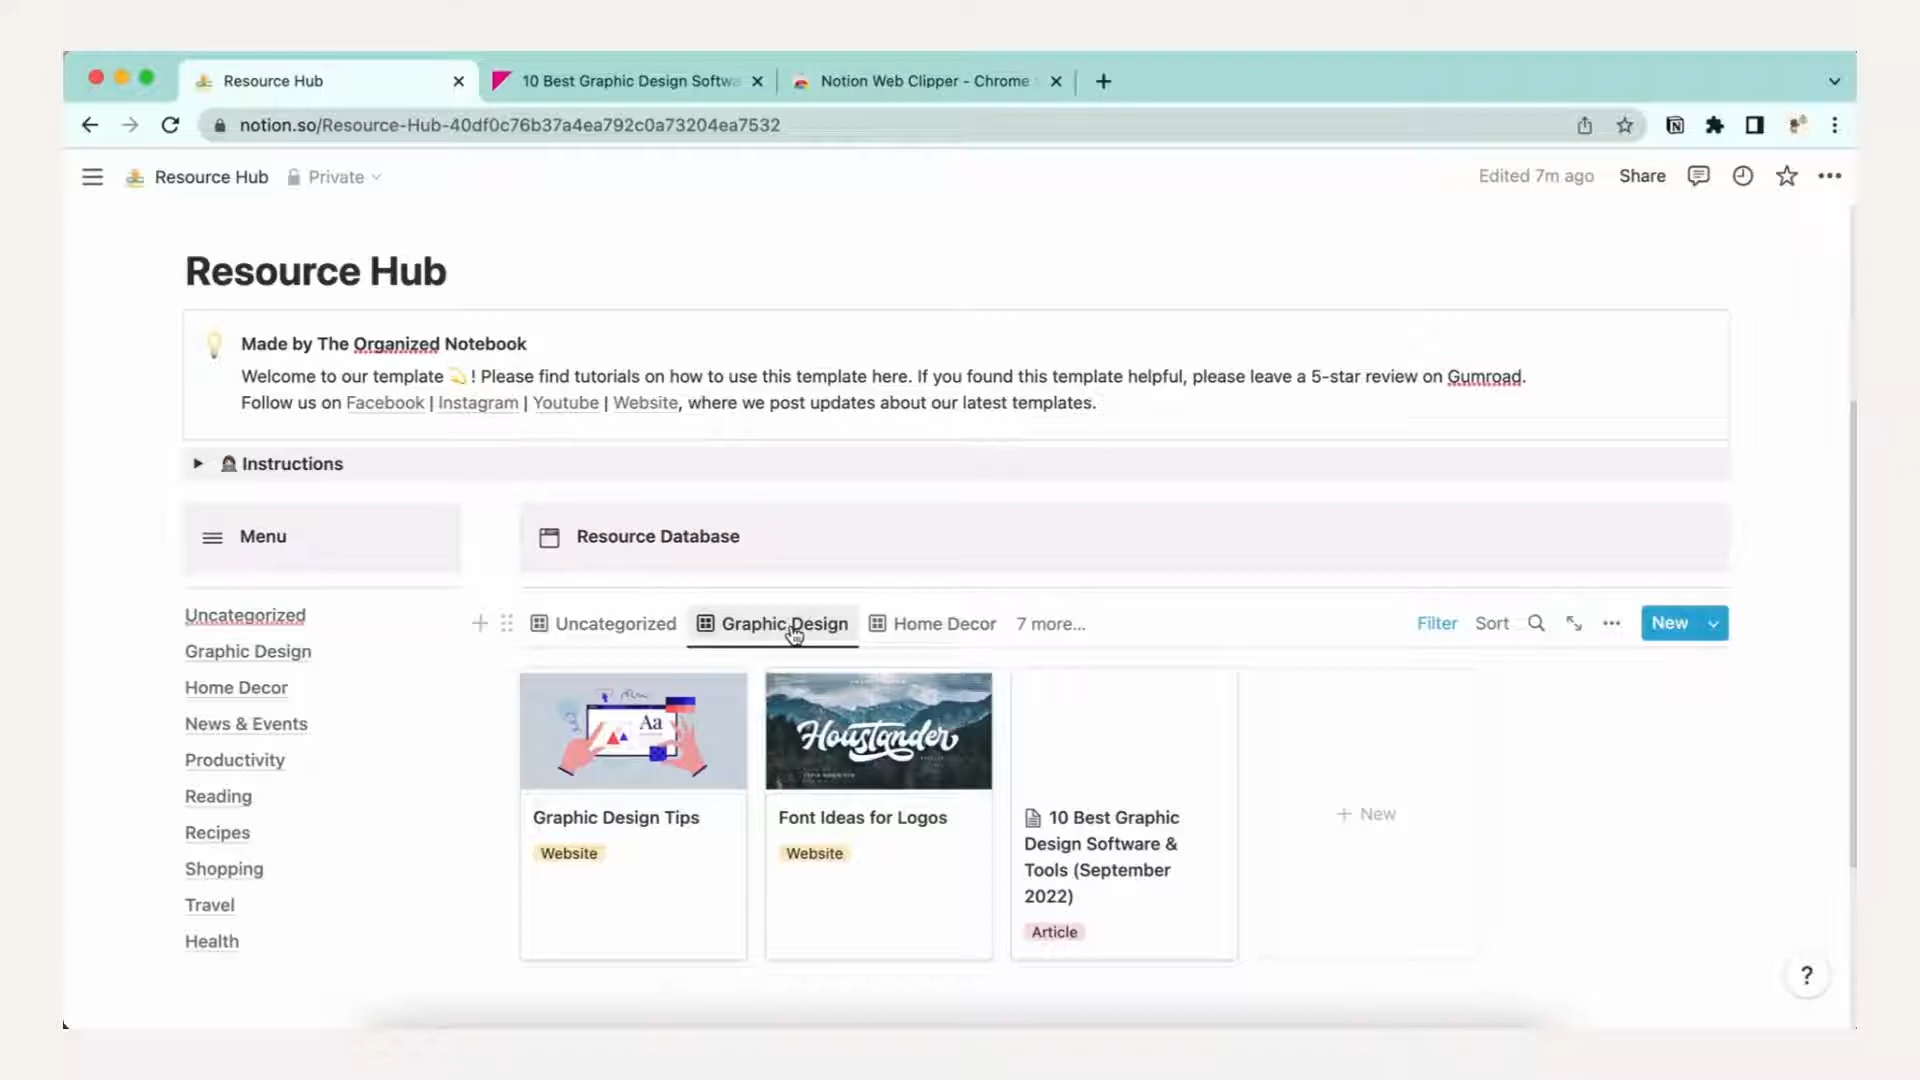 Resource Hub
10 Best Graphic Design Softw
Notion Web Clipper - Chrome
notion.so/Resource-Hub-40df0c76b37a4ea792c0a73204ea7532
Resource Hub
Private
Edited 7m ago
Share
Resource Hub
Made by The Organized Notebook
Welcome to our template 💫 ! Please find tutorials on how to use this template here. If you found this template helpful, please leave a 5-star review on Gumroad.
Follow us on Facebook | Instagram | Youtube | Website, where we post updates about our latest templates.
Instructions
Menu
Resource Database
Uncategorized
Graphic Design
Home Decor
News & Events
Productivity
Reading
Recipes
Shopping
Travel
Health
Uncategorized
Graphic Design
Home Decor
7 more...
Filter
Sort
New
Aa
Graphic Design Tips
Website
Houstander
Font Ideas for Logos
Website
10 Best Graphic
Design Software &
Tools (September
2022)
Article
+ New
?